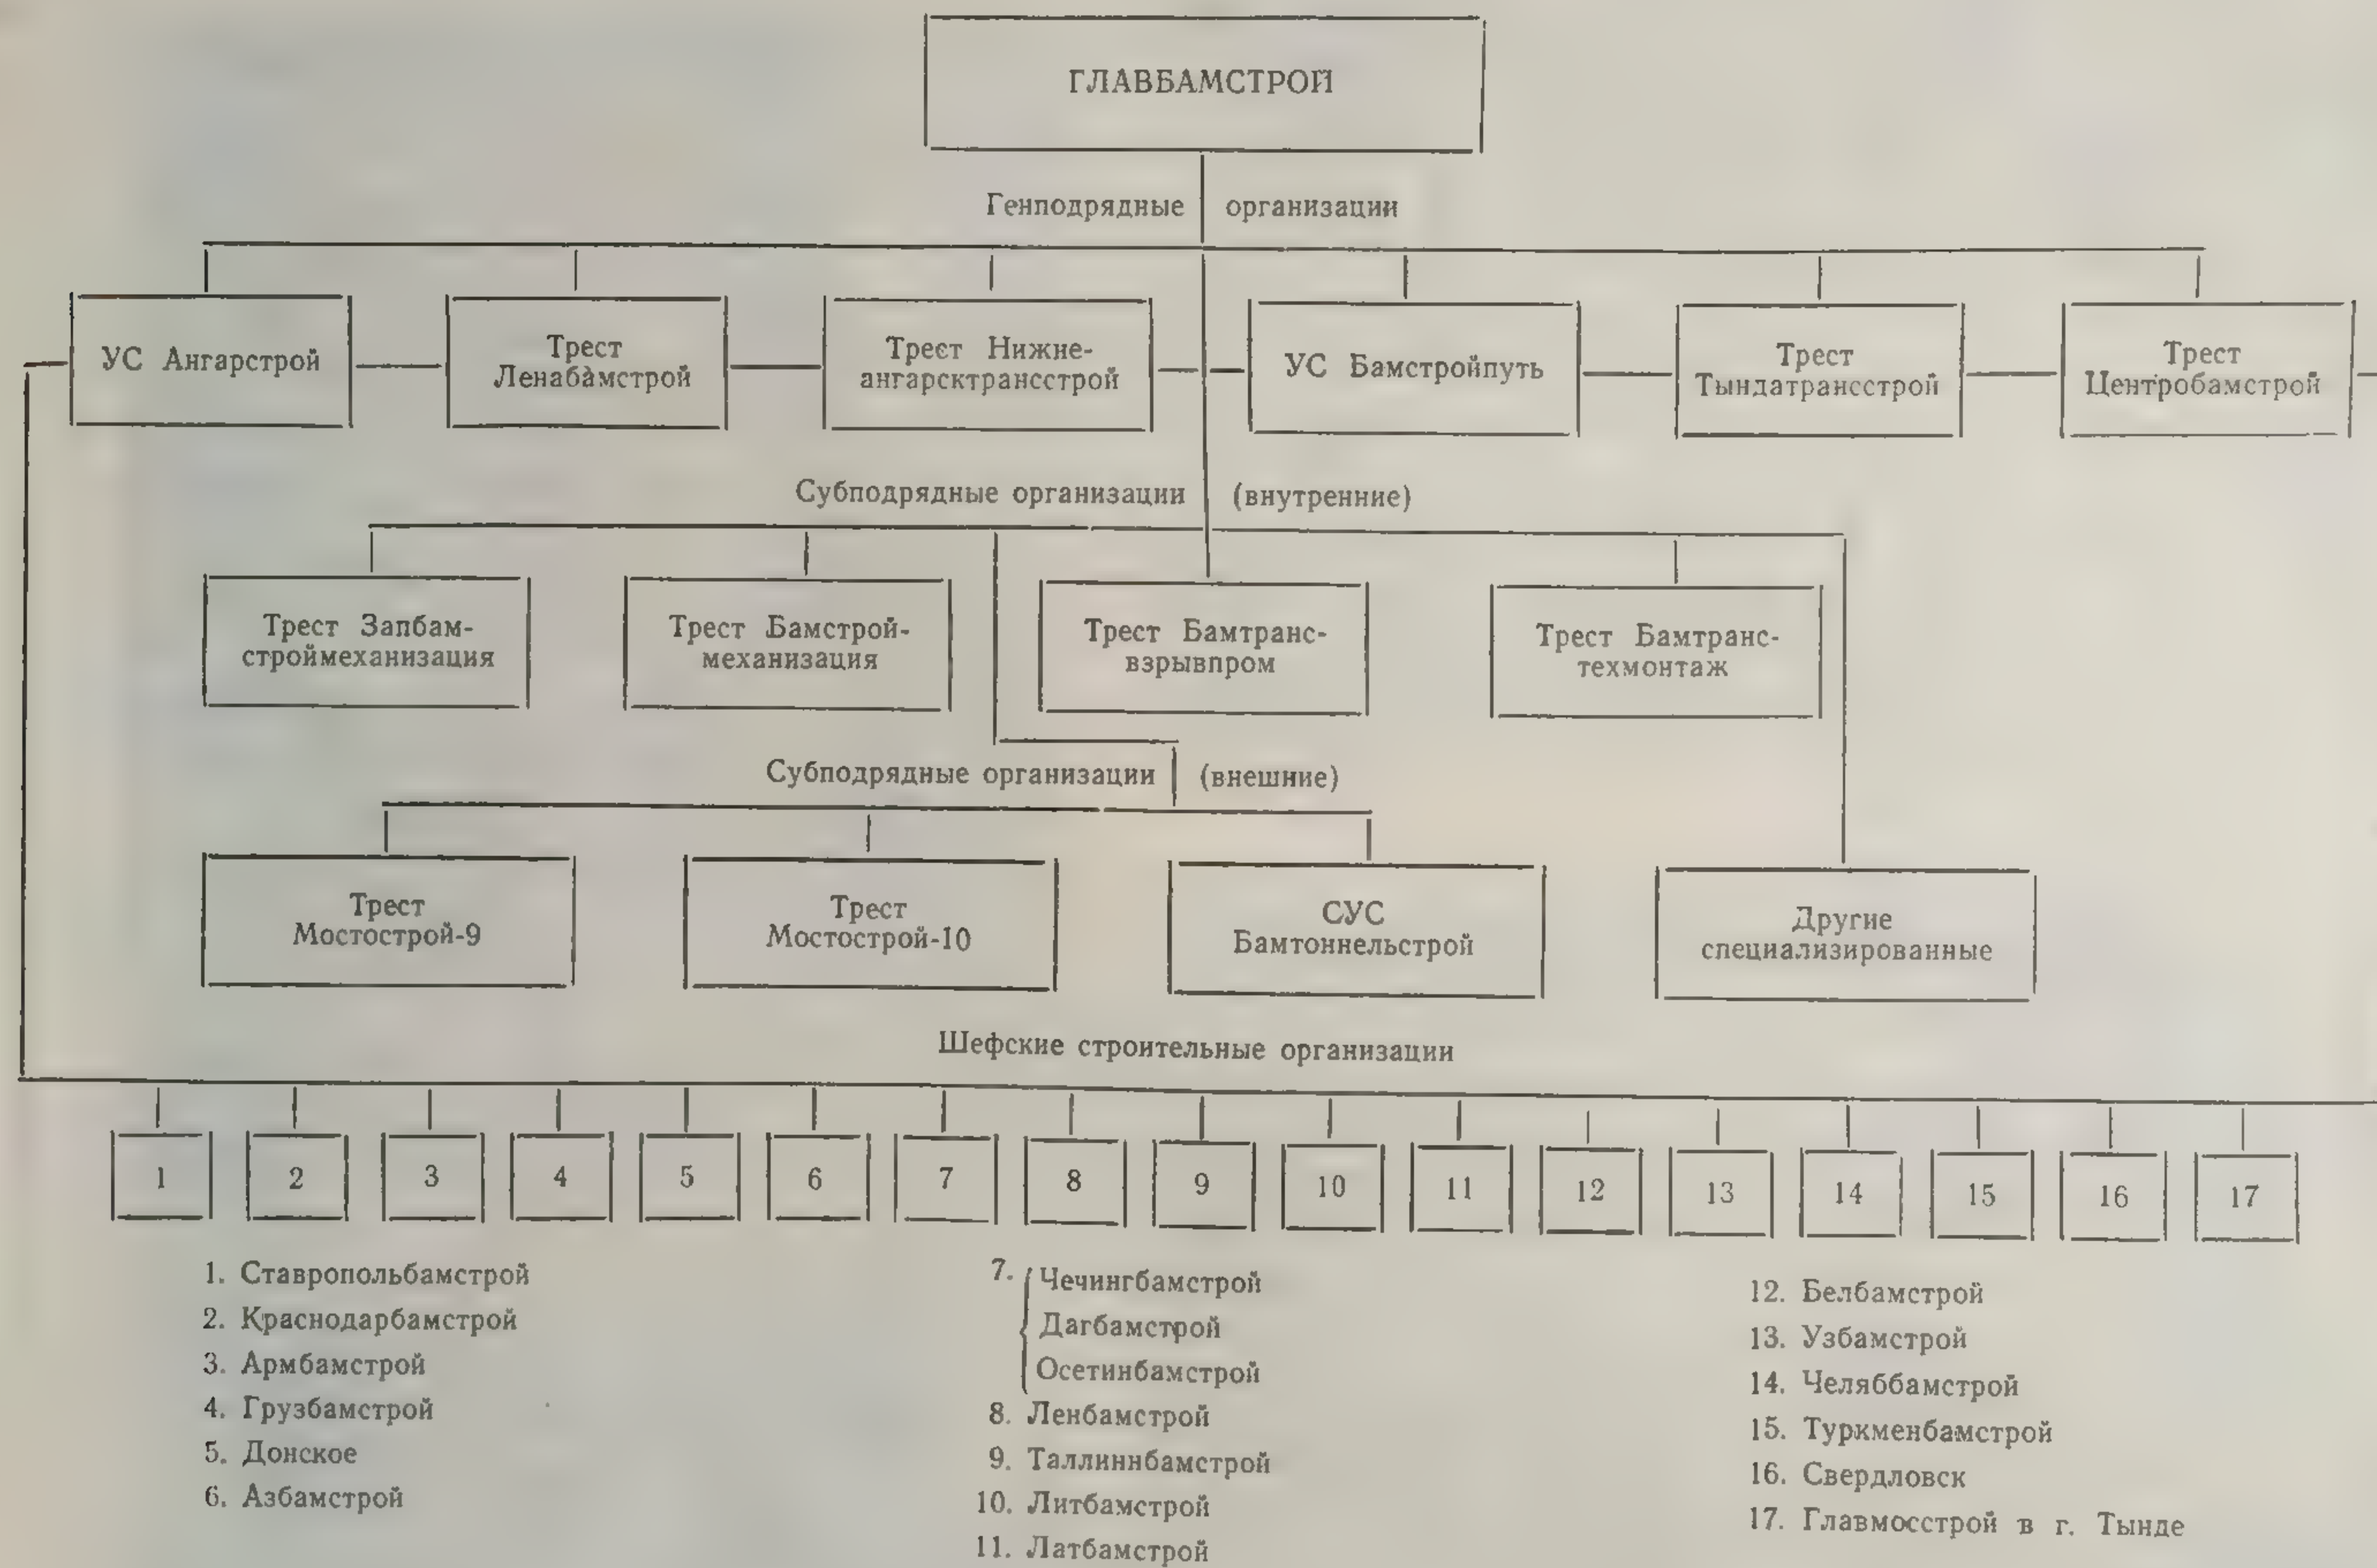 ГЛАВБАМСТРОЙ
Генподрядные организации
УС Ангарстрой
Трест
Ленабамстрой
Трест Нижне-
ангарсктрансстрой
УС Бамстройпуть
Трест
Тындатрансстрой
Трест
Центробамстрой
Субподрядные организации (внутренние)
Трест Запбам-
строймеханизация
Трест Бамстрой-
механизация
Трест Бамтранс-
взрывпром
Трест Бамтранс-
техмонтаж
Субподрядные организации (внешние)
Трест
Мостострой-9
Трест
Мостострой-10
СУС
Бамтоннельстрой
Другие
специализированные
Шефские строительные организации
1 2 3 4 5 6 7 8 9 10 11 12 13 14 15 16 17
1. Ставропольбамстрой
2. Краснодарбамстрой
3. Армбамстрой
4. Грузбамстрой
5. Донское
6. Азбамстрой
7. Чечингбамстрой
Дагбамстрой
Осетинбамстрой
8. Ленбамстрой
9. Таллиннбамстрой
10. Литбамстрой
11. Латбамстрой
12. Белбамстрой
13. Узбамстрой
14. Челяббамстрой
15. Туркменбамстрой
16. Свердловск
17. Главмосстрой в г. Тынде